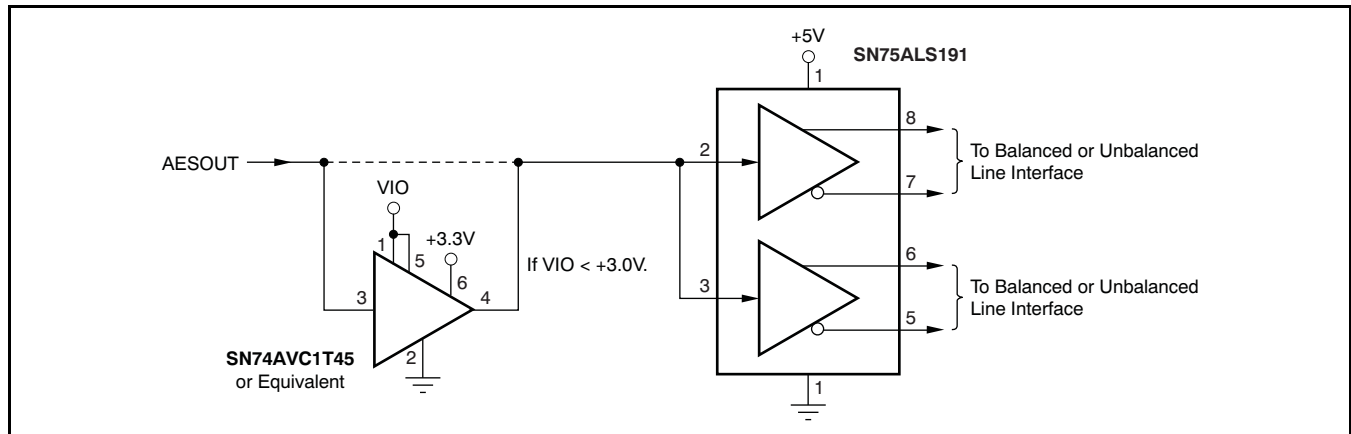 +5V
SN75ALS191
1
8
AESOUT
2
To Balanced or Unbalanced
Line Interface
7
VIO
+3.3V
1
5
6
If VIO < +3.0V.
3
4
3
6
To Balanced or Unbalanced
Line Interface
5
SN74AVC1T45
or Equivalent
2
1